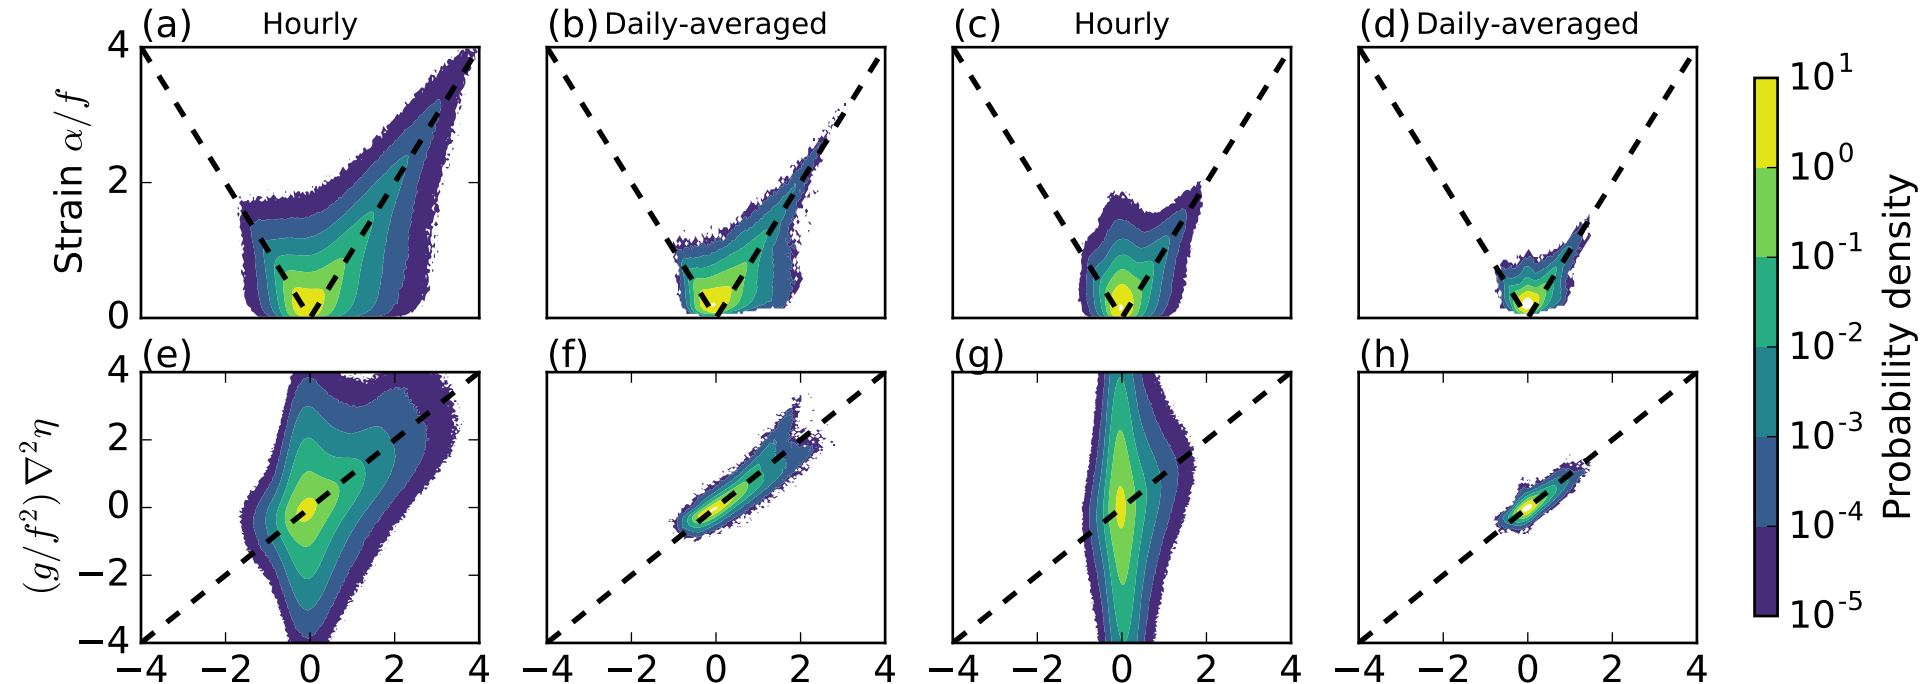 (a) Hourly
(b) Daily-averaged
(c) Hourly
(d) Daily-averaged
4
2
0
Strain α/f
(e)
(f)
(g)
(h)
4
2
0
−2
−4
(g/f²) ∇²η
−4 −2 0 2 4
−4 −2 0 2 4
−4 −2 0 2 4
−4 −2 0 2 4
10¹
10⁰
10⁻¹
10⁻²
10⁻³
10⁻⁴
10⁻⁵
Probability density